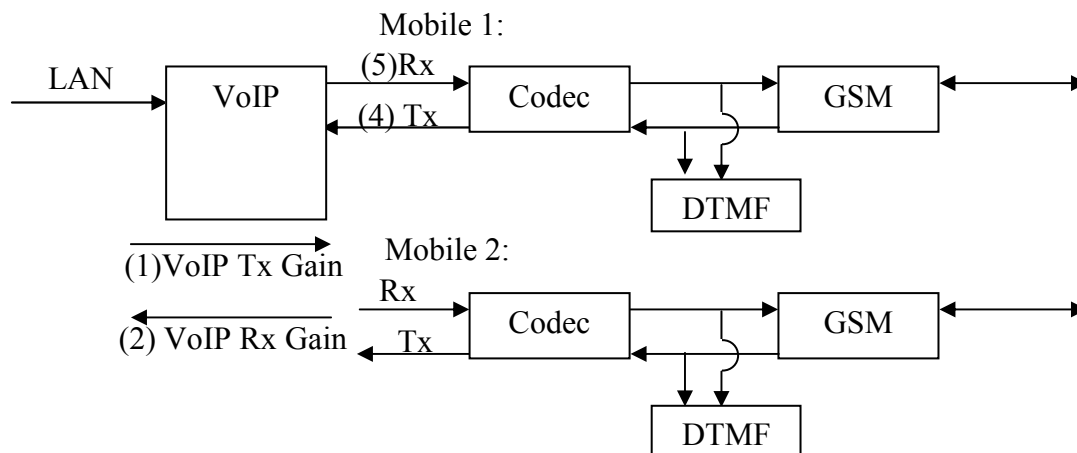 Mobile 1:
LAN
VoIP
(5)Rx
(4) Tx
Codec
GSM
DTMF
(1)VoIP Tx Gain
(2) VoIP Rx Gain
Mobile 2:
Rx
Tx
Codec
GSM
DTMF